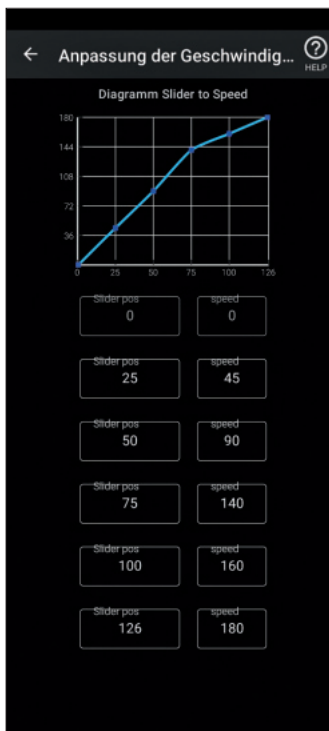 ← Anpassung der Geschwindig... ?
HELP
Diagramm Slider to Speed
180
144
108
72
36
0
0 25 50 75 100 126
Slider pos speed
0 0
Slider pos speed
25 45
Slider pos speed
50 90
Slider pos speed
75 140
Slider pos speed
100 160
Slider pos speed
126 180